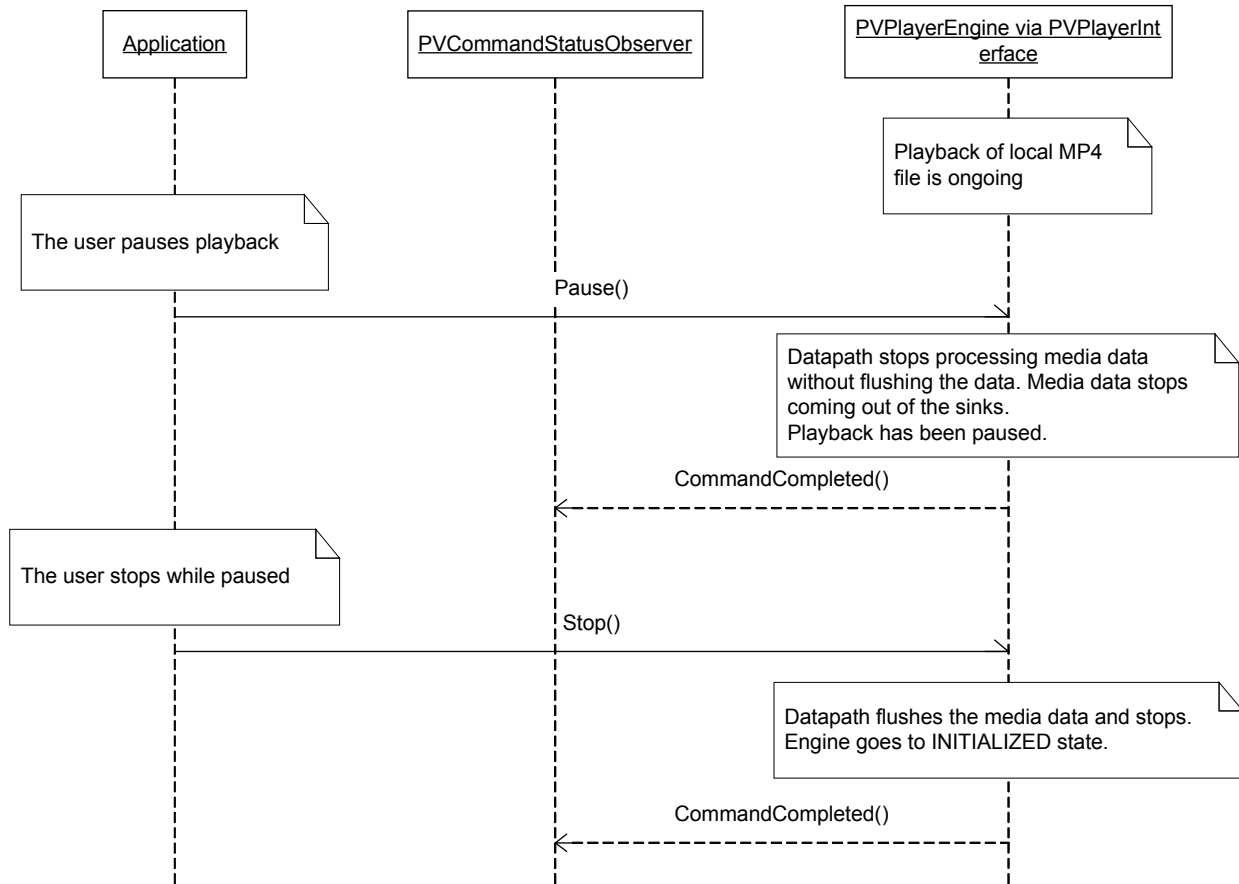 Application
PVCommandStatusObserver
PVPlayerEngine via PVPlayerInt
erface
Playback of local MP4
file is ongoing
The user pauses playback
Pause()
Datapath stops processing media data
without flushing the data. Media data stops
coming out of the sinks.
Playback has been paused.
CommandCompleted()
The user stops while paused
Stop()
Datapath flushes the media data and stops.
Engine goes to INITIALIZED state.
CommandCompleted()